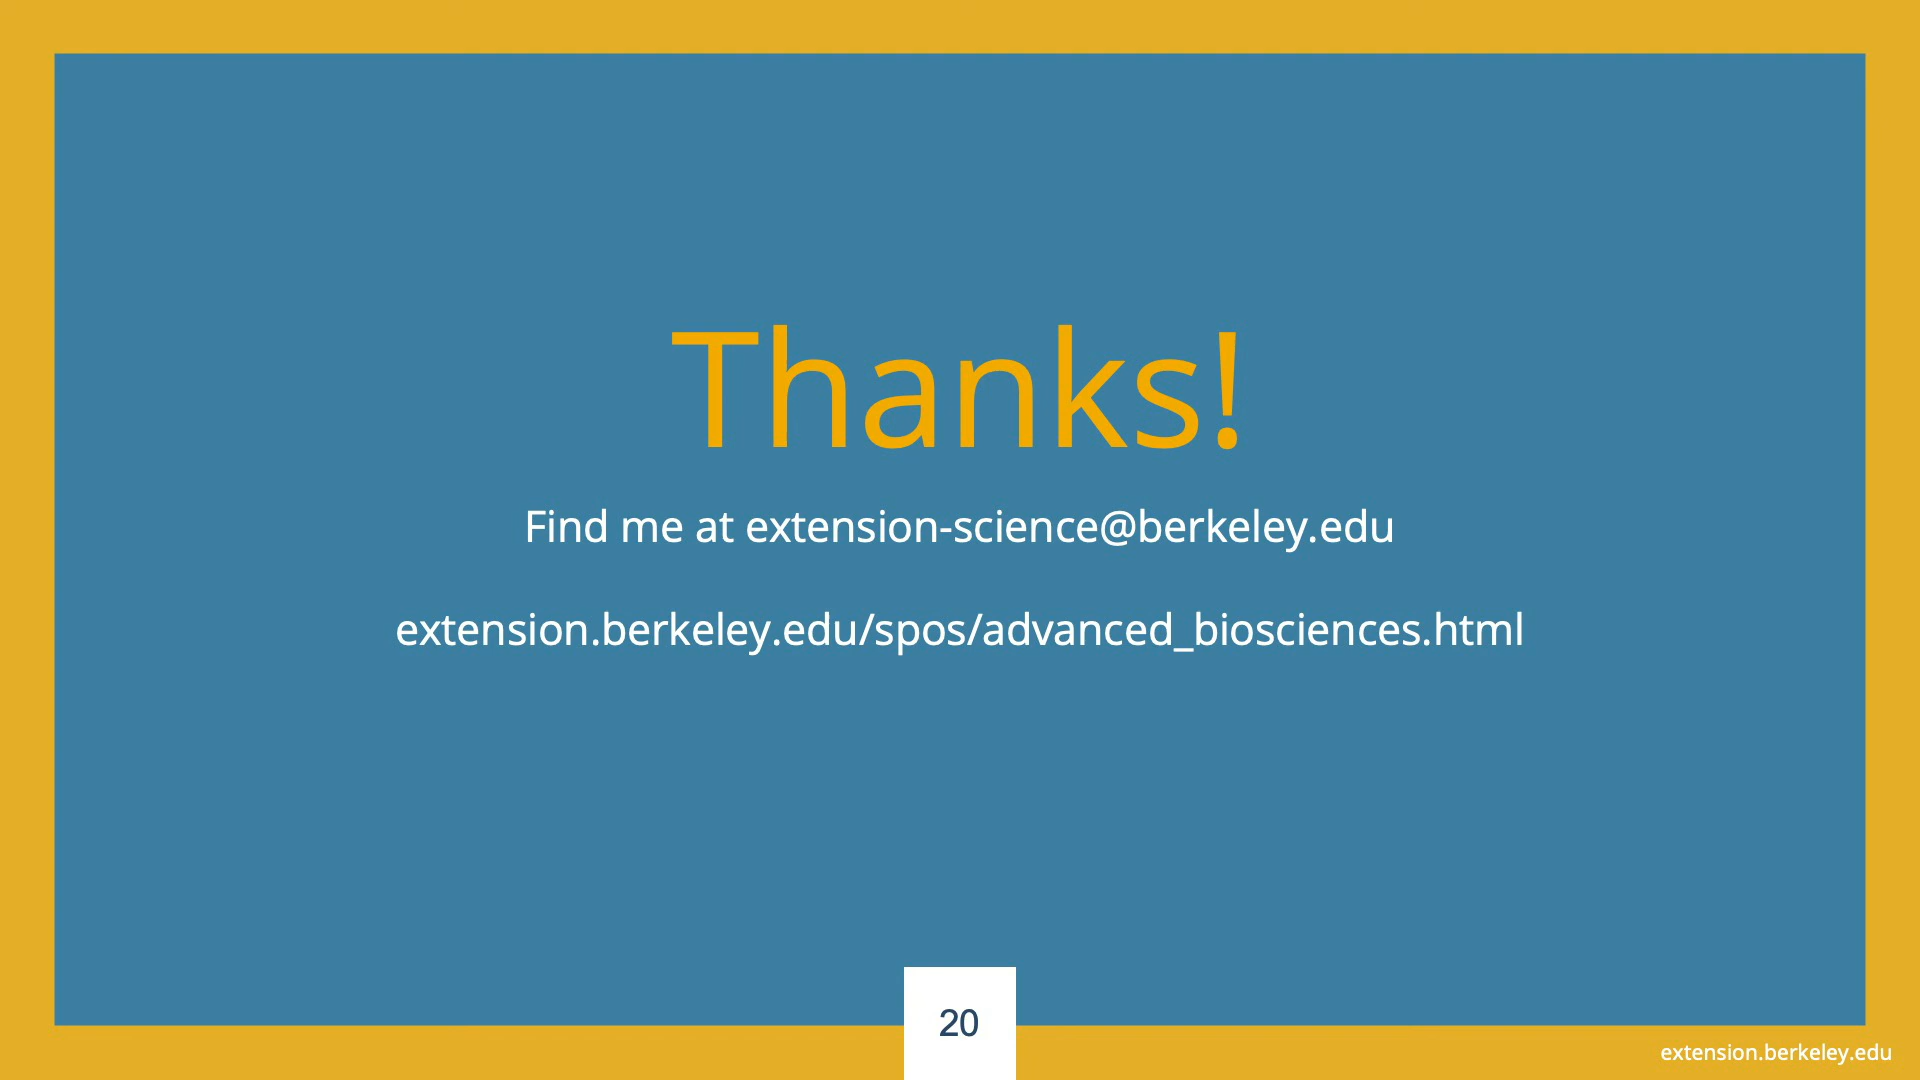 Thanks!
Find me at extension-science@berkeley.edu
extension.berkeley.edu/spos/advanced_biosciences.html
20
extension.berkeley.edu